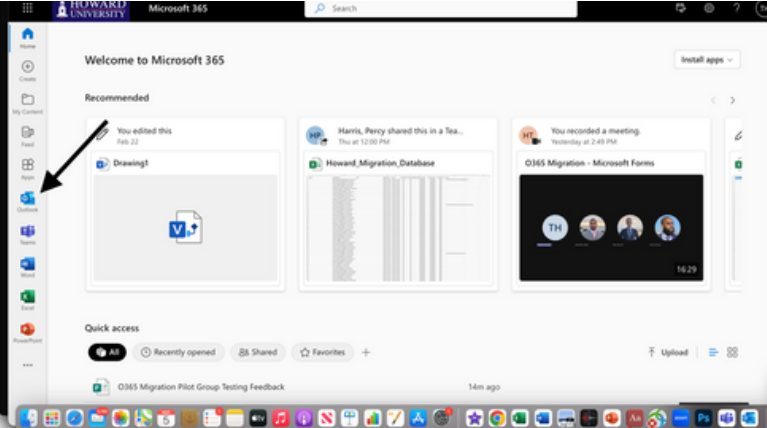 HOWARD
UNIVERSITY
Microsoft 365
Search
?
TH
Home
Create
My Content
Feed
Apps
Outlook
Teams
Word
Excel
PowerPoint
Welcome to Microsoft 365
Install apps
Recommended
You edited this
Feb 22
Drawing1
HP
Harris, Percy shared this in a Tea...
Thu at 12:00 PM
Howard_Migration_Database
HT
You recorded a meeting.
Yesterday at 2:49 PM
O365 Migration - Microsoft Forms
TH
16:29
Quick access
All
Recently opened
Shared
Favorites
Upload
O365 Migration Pilot Group Testing Feedback
14m ago